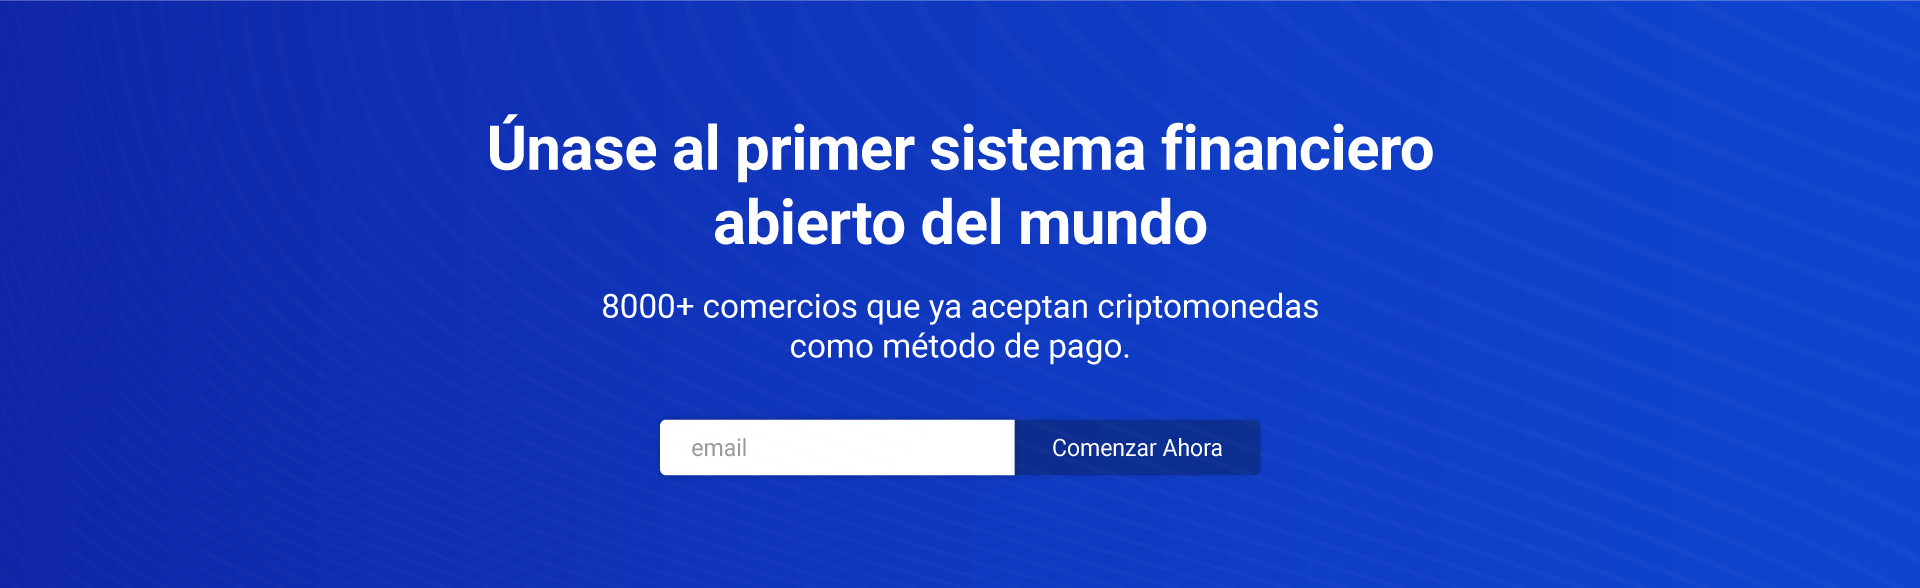 Únase al primer sistema financiero
abierto del mundo
8000+ comercios que ya aceptan criptomonedas
como método de pago.
email
Comenzar Ahora